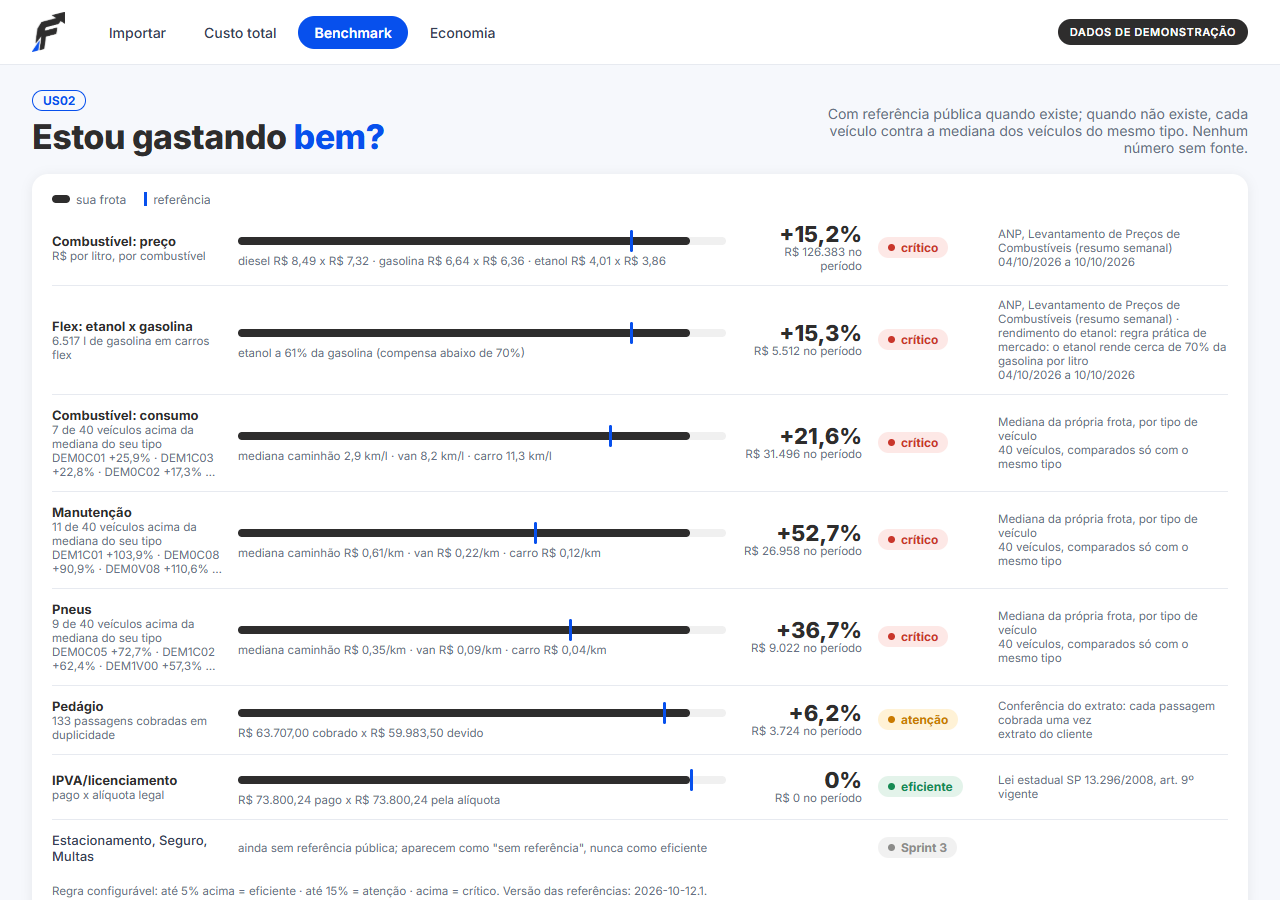 Importar
Custo total
Benchmark
Economia
DADOS DE DEMONSTRAÇÃO
US02
Estou gastando bem?
Com referência pública quando existe; quando não existe, cada
veículo contra a mediana dos veículos do mesmo tipo. Nenhum
número sem fonte.
sua frota
referência
Combustível: preço
R$ por litro, por combustível
diesel R$ 8,49 x R$ 7,32 · gasolina R$ 6,64 x R$ 6,36 · etanol R$ 4,01 x R$ 3,86
+15,2%
R$ 126.383 no
período
crítico
ANP, Levantamento de Preços de
Combustíveis (resumo semanal)
04/10/2026 a 10/10/2026
Flex: etanol x gasolina
6.517 l de gasolina em carros
flex
etanol a 61% da gasolina (compensa abaixo de 70%)
+15,3%
R$ 5.512 no período
crítico
ANP, Levantamento de Preços de
Combustíveis (resumo semanal) ·
rendimento do etanol: regra prática de
mercado: o etanol rende cerca de 70% da
gasolina por litro
04/10/2026 a 10/10/2026
Combustível: consumo
7 de 40 veículos acima da
mediana do seu tipo
DEM0C01 +25,9% · DEM1C03
+22,8% · DEM0C02 +17,3% ...
mediana caminhão 2,9 km/l · van 8,2 km/l · carro 11,3 km/l
+21,6%
R$ 31.496 no período
crítico
Mediana da própria frota, por tipo de
veículo
40 veículos, comparados só com o
mesmo tipo
Manutenção
11 de 40 veículos acima da
mediana do seu tipo
DEM1C01 +103,9% · DEM0C08
+90,9% · DEM0V08 +110,6% ...
mediana caminhão R$ 0,61/km · van R$ 0,22/km · carro R$ 0,12/km
+52,7%
R$ 26.958 no período
crítico
Mediana da própria frota, por tipo de
veículo
40 veículos, comparados só com o
mesmo tipo
Pneus
9 de 40 veículos acima da
mediana do seu tipo
DEM0C05 +72,7% · DEM1C02
+62,4% · DEM1V00 +57,3% ...
mediana caminhão R$ 0,35/km · van R$ 0,09/km · carro R$ 0,04/km
+36,7%
R$ 9.022 no período
crítico
Mediana da própria frota, por tipo de
veículo
40 veículos, comparados só com o
mesmo tipo
Pedágio
133 passagens cobradas em
duplicidade
R$ 63.707,00 cobrado x R$ 59.983,50 devido
+6,2%
R$ 3.724 no período
atenção
Conferência do extrato: cada passagem
cobrada uma vez
extrato do cliente
IPVA/licenciamento
pago x alíquota legal
R$ 73.800,24 pago x R$ 73.800,24 pela alíquota
0%
R$ 0 no período
eficiente
Lei estadual SP 13.296/2008, art. 9º
vigente
Estacionamento, Seguro,
Multas
ainda sem referência pública; aparecem como "sem referência", nunca como eficiente
Sprint 3
Regra configurável: até 5% acima = eficiente · até 15% = atenção · acima = crítico. Versão das referências: 2026-10-12.1.